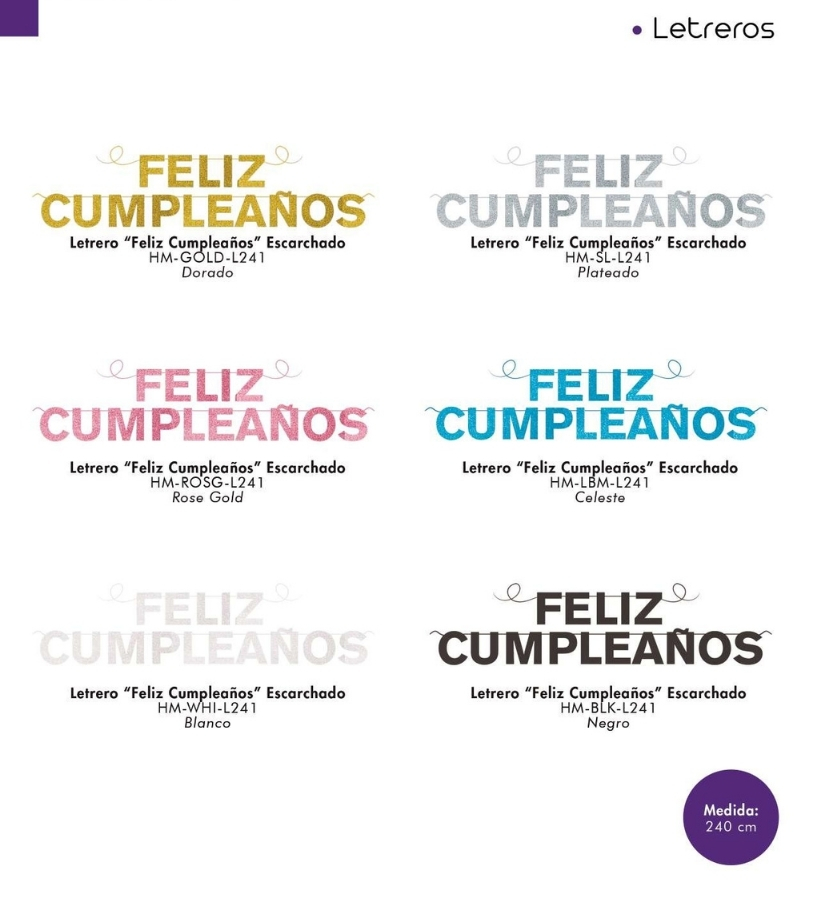 • Letreros
FELIZ
CUMPLEAÑOS
Letrero “Feliz Cumpleaños” Escarchado
HM-GOLD-L241
Dorado
FELIZ
CUMPLEAÑOS
Letrero “Feliz Cumpleaños” Escarchado
HM-SL-L241
Plateado
FELIZ
CUMPLEAÑOS
Letrero “Feliz Cumpleaños” Escarchado
HM-ROSG-L241
Rose Gold
FELIZ
CUMPLEAÑOS
Letrero “Feliz Cumpleaños” Escarchado
HM-LBM-L241
Celeste
FELIZ
CUMPLEAÑOS
Letrero “Feliz Cumpleaños” Escarchado
HM-WHI-L241
Blanco
FELIZ
CUMPLEAÑOS
Letrero “Feliz Cumpleaños” Escarchado
HM-BLK-L241
Negro
Medida:
240 cm